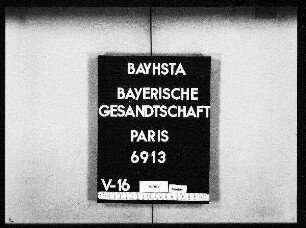 BAYHSTA
BAYERISCHE
GESANDTSCHAFT
PARIS
6913
V-16